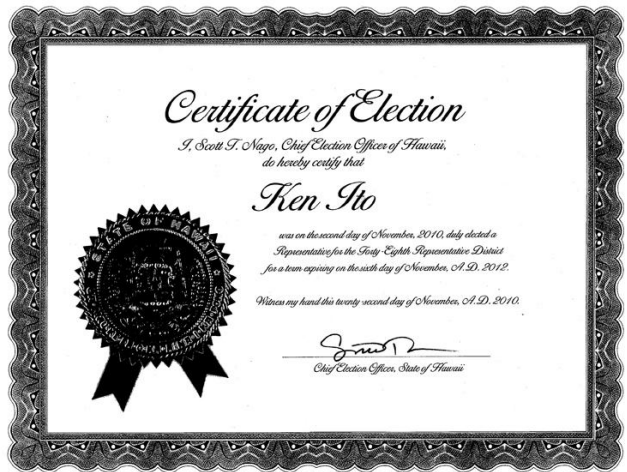 Certificate of Election
I, Scott T. Nago, Chief Election Officer of Hawaii,
do hereby certify that
Ken Ito
was on the second day of November, 2010, duly elected a
Representative for the Forty-Eighth Representative District
for a term expiring on the sixth day of November, A.D. 2012.
Witness my hand this twenty-second day of November, A.D. 2010.
Chief Election Officer, State of Hawaii
STATE OF HAWAII